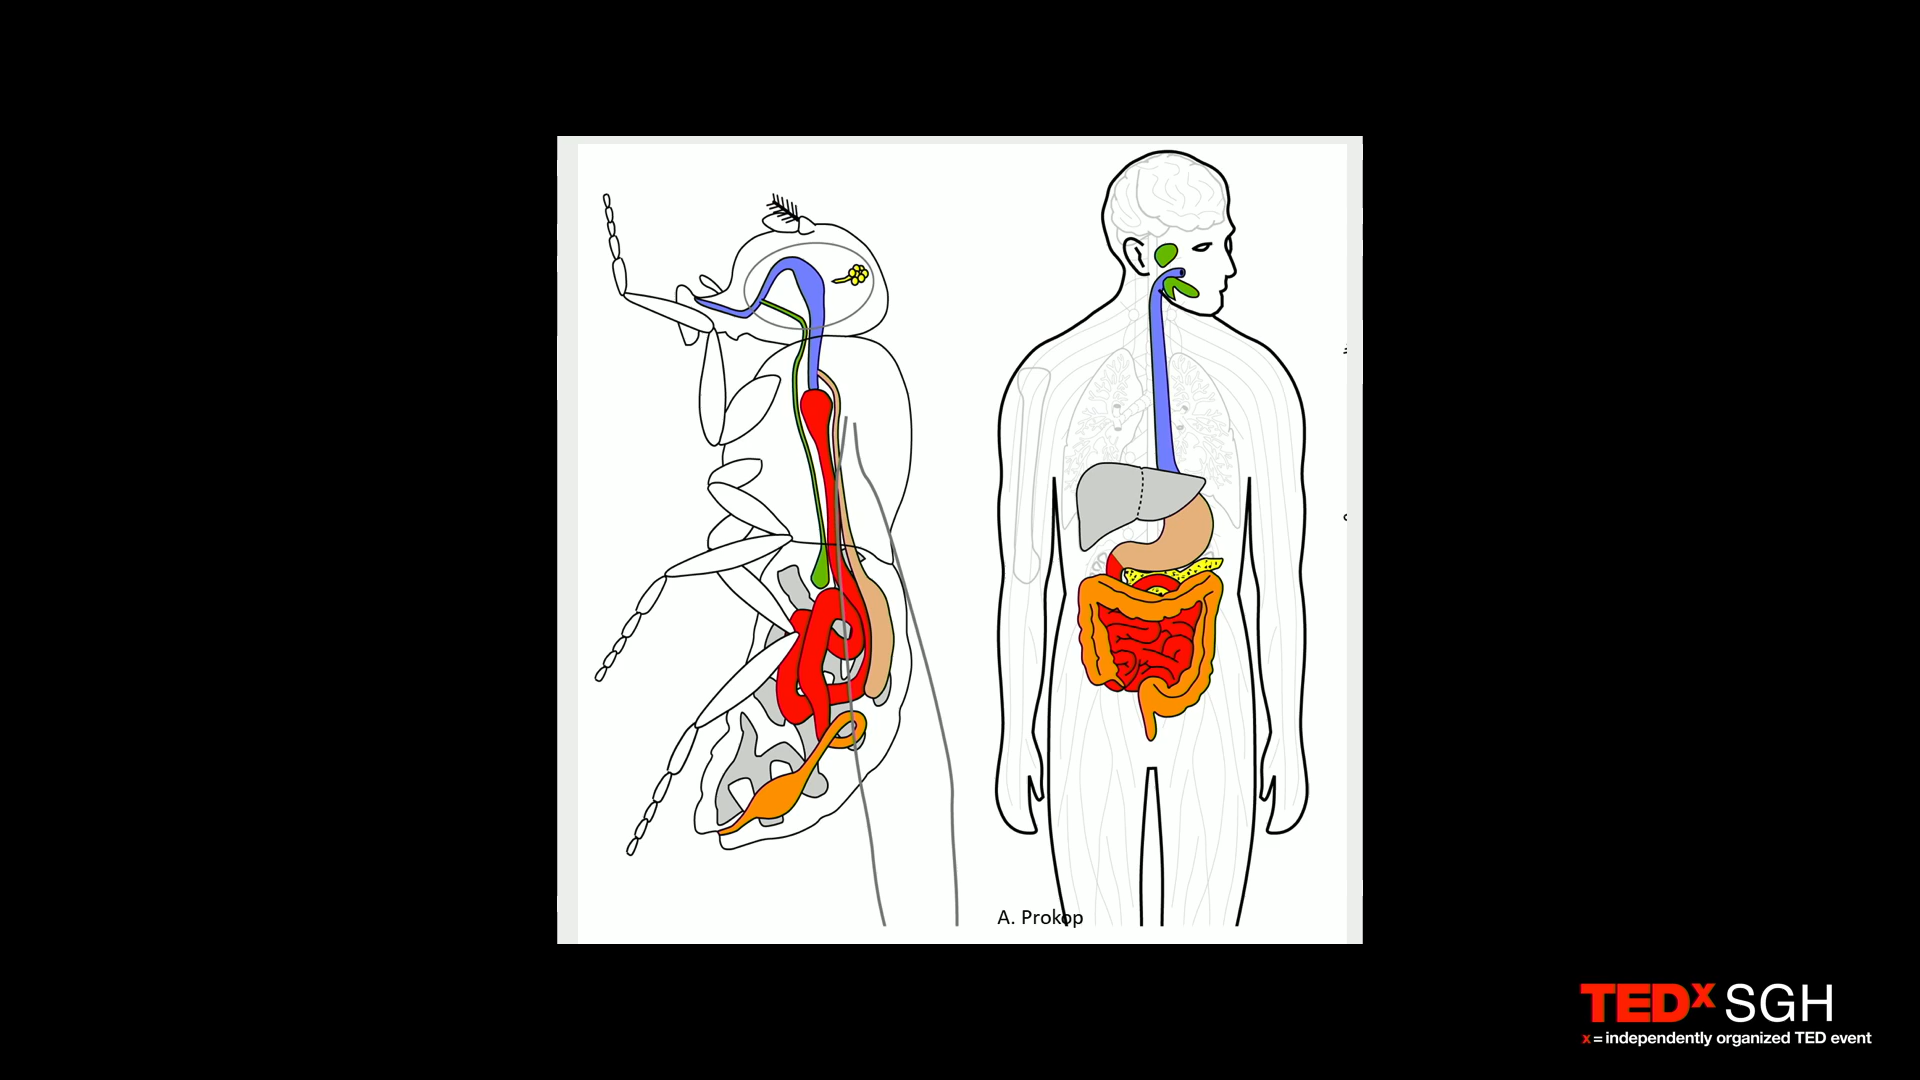 A. Prokop
TEDx SGH
x = independently organized TED event